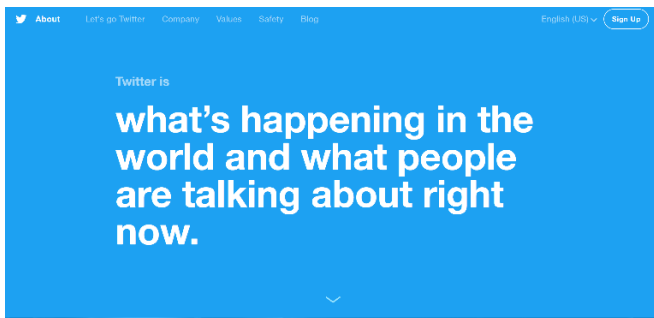 About Let's go Twitter Company Values Safety Blog English (US) Sign Up
Twitter is
what's happening in the
world and what people
are talking about right
now.